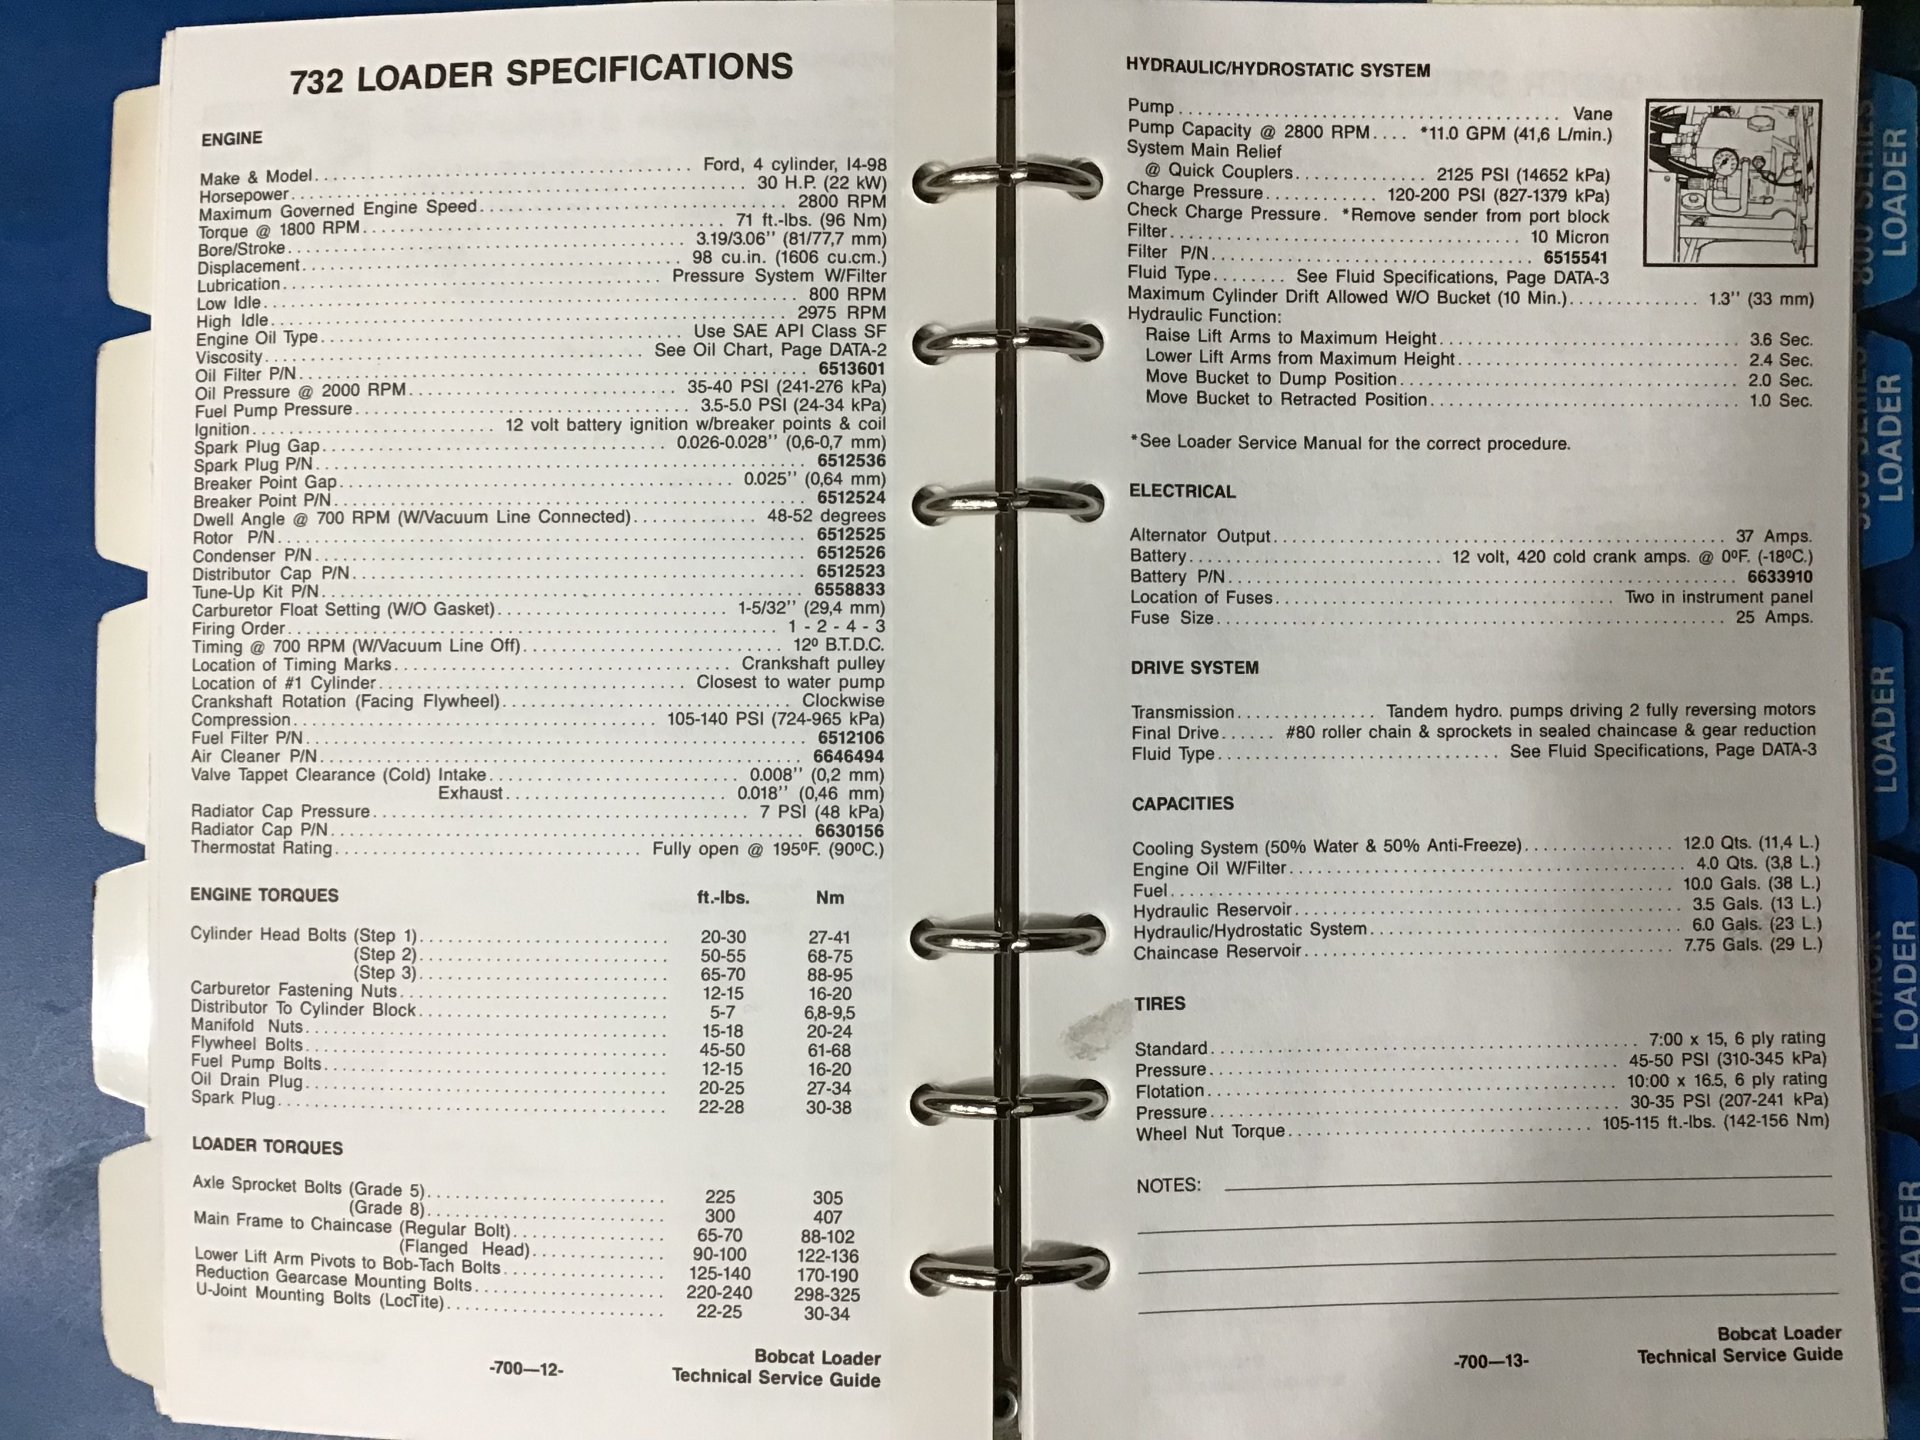 732 LOADER SPECIFICATIONS
ENGINE
Make & Model Ford, 4 cylinder, I4-98
Horsepower 30 H.P. (22 kW)
Maximum Governed Engine Speed 2800 RPM
Torque @ 1800 RPM 71 ft.-lbs. (96 Nm)
Bore/Stroke 3.19/3.06'' (81/77,7 mm)
Displacement 98 cu.in. (1606 cu.cm.)
Lubrication Pressure System W/Filter
Low Idle 800 RPM
High Idle 2975 RPM
Engine Oil Type Use SAE API Class SF
Viscosity See Oil Chart, Page DATA-2
Oil Filter P/N 6513601
Oil Pressure @ 2000 RPM 35-40 PSI (241-276 kPa)
Fuel Pump Pressure 3.5-5.0 PSI (24-34 kPa)
Ignition 12 volt battery ignition w/breaker points & coil
Spark Plug Gap 0.026-0.028'' (0,6-0,7 mm)
Spark Plug P/N 6512536
Breaker Point Gap 0.025'' (0,64 mm)
Breaker Point P/N 6512524
Dwell Angle @ 700 RPM (W/Vacuum Line Connected) 48-52 degrees
Rotor P/N 6512525
Condenser P/N 6512526
Distributor Cap P/N 6512523
Tune-Up Kit P/N 6558833
Carburetor Float Setting (W/O Gasket) 1-5/32'' (29,4 mm)
Firing Order 1 - 2 - 4 - 3
Timing @ 700 RPM (W/Vacuum Line Off) 12º B.T.D.C.
Location of Timing Marks Crankshaft pulley
Location of #1 Cylinder Closest to water pump
Crankshaft Rotation (Facing Flywheel) Clockwise
Compression 105-140 PSI (724-965 kPa)
Fuel Filter P/N 6512106
Air Cleaner P/N 6646494
Valve Tappet Clearance (Cold) Intake 0.008'' (0,2 mm)
Exhaust 0.018'' (0,46 mm)
Radiator Cap Pressure 7 PSI (48 kPa)
Radiator Cap P/N 6630156
Thermostat Rating Fully open @ 195ºF. (90ºC.)
ENGINE TORQUES ft.-lbs. Nm
Cylinder Head Bolts (Step 1) 20-30 27-41
(Step 2) 50-55 68-75
(Step 3) 65-70 88-95
Carburetor Fastening Nuts 12-15 16-20
Distributor To Cylinder Block 5-7 6,8-9,5
Manifold Nuts 15-18 20-24
Flywheel Bolts 45-50 61-68
Fuel Pump Bolts 12-15 16-20
Oil Drain Plug 20-25 27-34
Spark Plug 22-28 30-38
LOADER TORQUES
Axle Sprocket Bolts (Grade 5) 225 305
(Grade 8) 300 407
Main Frame to Chaincase (Regular Bolt) 65-70 88-102
(Flanged Head) 90-100 122-136
Lower Lift Arm Pivots to Bob-Tach Bolts 125-140 170-190
Reduction Gearcase Mounting Bolts 220-240 298-325
U-Joint Mounting Bolts (LocTite) 22-25 30-34
-700—12-
Bobcat Loader
Technical Service Guide
HYDRAULIC/HYDROSTATIC SYSTEM
Pump Vane
Pump Capacity @ 2800 RPM *11.0 GPM (41,6 L/min.)
System Main Relief
@ Quick Couplers 2125 PSI (14652 kPa)
Charge Pressure 120-200 PSI (827-1379 kPa)
Check Charge Pressure. *Remove sender from port block
Filter 10 Micron
Filter P/N 6515541
Fluid Type See Fluid Specifications, Page DATA-3
Maximum Cylinder Drift Allowed W/O Bucket (10 Min.) 1.3'' (33 mm)
Hydraulic Function:
Raise Lift Arms to Maximum Height 3.6 Sec.
Lower Lift Arms from Maximum Height 2.4 Sec.
Move Bucket to Dump Position 2.0 Sec.
Move Bucket to Retracted Position 1.0 Sec.
*See Loader Service Manual for the correct procedure.
ELECTRICAL
Alternator Output 37 Amps.
Battery 12 volt, 420 cold crank amps. @ 0ºF. (-18ºC.)
Battery P/N 6633910
Location of Fuses Two in instrument panel
Fuse Size 25 Amps.
DRIVE SYSTEM
Transmission Tandem hydro. pumps driving 2 fully reversing motors
Final Drive #80 roller chain & sprockets in sealed chaincase & gear reduction
Fluid Type See Fluid Specifications, Page DATA-3
CAPACITIES
Cooling System (50% Water & 50% Anti-Freeze) 12.0 Qts. (11,4 L.)
Engine Oil W/Filter 4.0 Qts. (3,8 L.)
Fuel 10.0 Gals. (38 L.)
Hydraulic Reservoir 3.5 Gals. (13 L.)
Hydraulic/Hydrostatic System 6.0 Gals. (23 L.)
Chaincase Reservoir 7.75 Gals. (29 L.)
TIRES
Standard 7:00 x 15, 6 ply rating
Pressure 45-50 PSI (310-345 kPa)
Flotation 10:00 x 16.5, 6 ply rating
Pressure 30-35 PSI (207-241 kPa)
Wheel Nut Torque 105-115 ft.-lbs. (142-156 Nm)
NOTES:
-700—13-
Bobcat Loader
Technical Service Guide
800 SERIES
LOADER
LOADER
LOADER
LOADER
LOADER